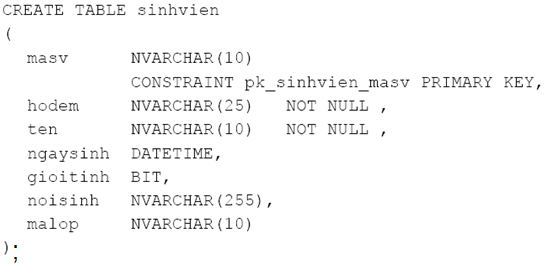 CREATE TABLE sinhvien
(
masv NVARCHAR(10)
CONSTRAINT pk_sinhvien_masv PRIMARY KEY,
hodem NVARCHAR(25) NOT NULL ,
ten NVARCHAR(10) NOT NULL ,
ngaysinh DATETIME,
gioitinh BIT,
noisinh NVARCHAR(255),
malop NVARCHAR(10)
);